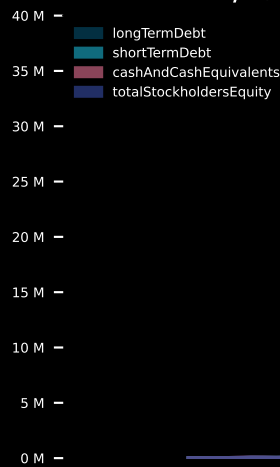 40 M
longTermDebt
shortTermDebt
35 M
cashAndCashEquivalents
totalStockholdersEquity
30 M
25 M
20 M
15 M
10 M
5 M
0 M